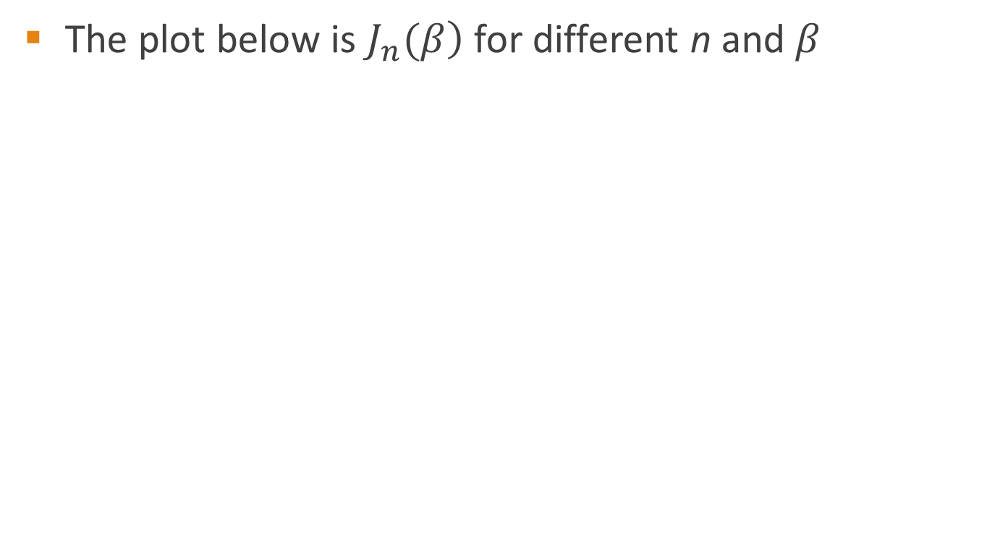 ▪ The plot below is 𝐽ₙ(𝛽) for different n and 𝛽